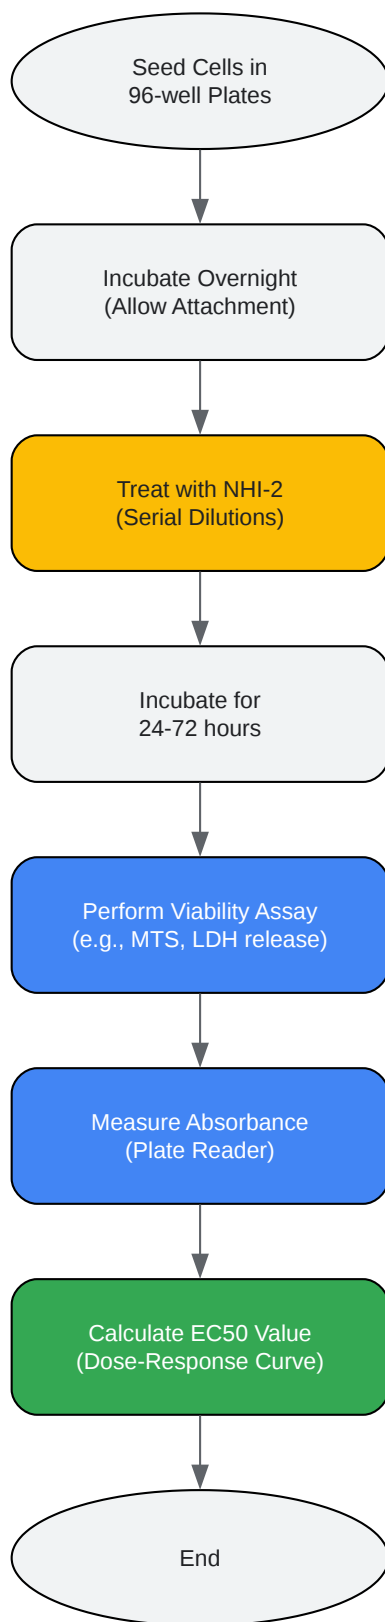 Seed Cells in
96-well Plates
Incubate Overnight
(Allow Attachment)
Treat with NHI-2
(Serial Dilutions)
Incubate for
24-72 hours
Perform Viability Assay
(e.g., MTS, LDH release)
Measure Absorbance
(Plate Reader)
Calculate EC50 Value
(Dose-Response Curve)
End